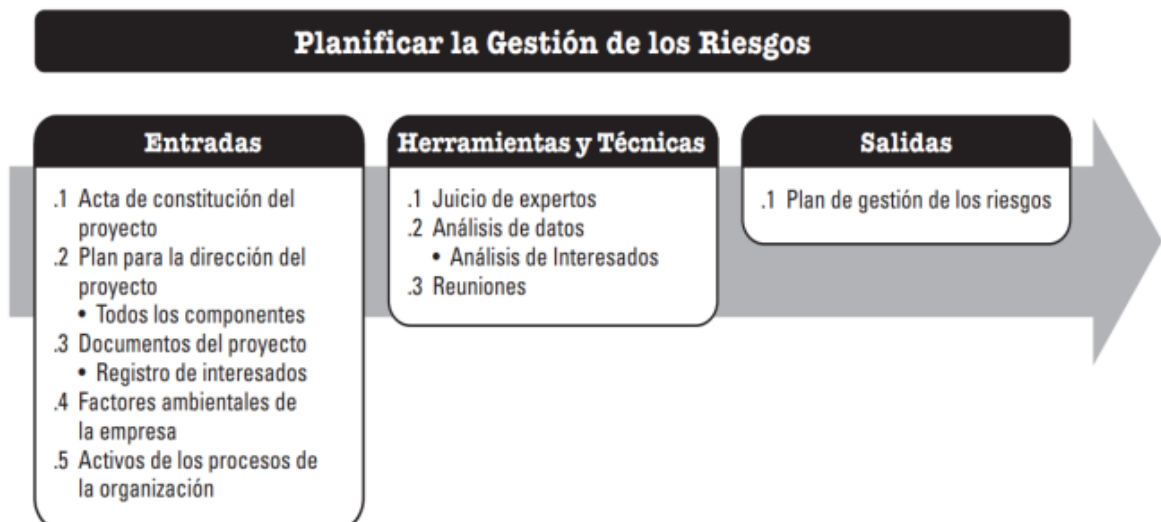 Planificar la Gestión de los Riesgos
Entradas
.1 Acta de constitución del
proyecto
.2 Plan para la dirección del
proyecto
• Todos los componentes
.3 Documentos del proyecto
• Registro de interesados
.4 Factores ambientales de
la empresa
.5 Activos de los procesos de
la organización
Herramientas y Técnicas
.1 Juicio de expertos
.2 Análisis de datos
• Análisis de Interesados
.3 Reuniones
Salidas
.1 Plan de gestión de los riesgos